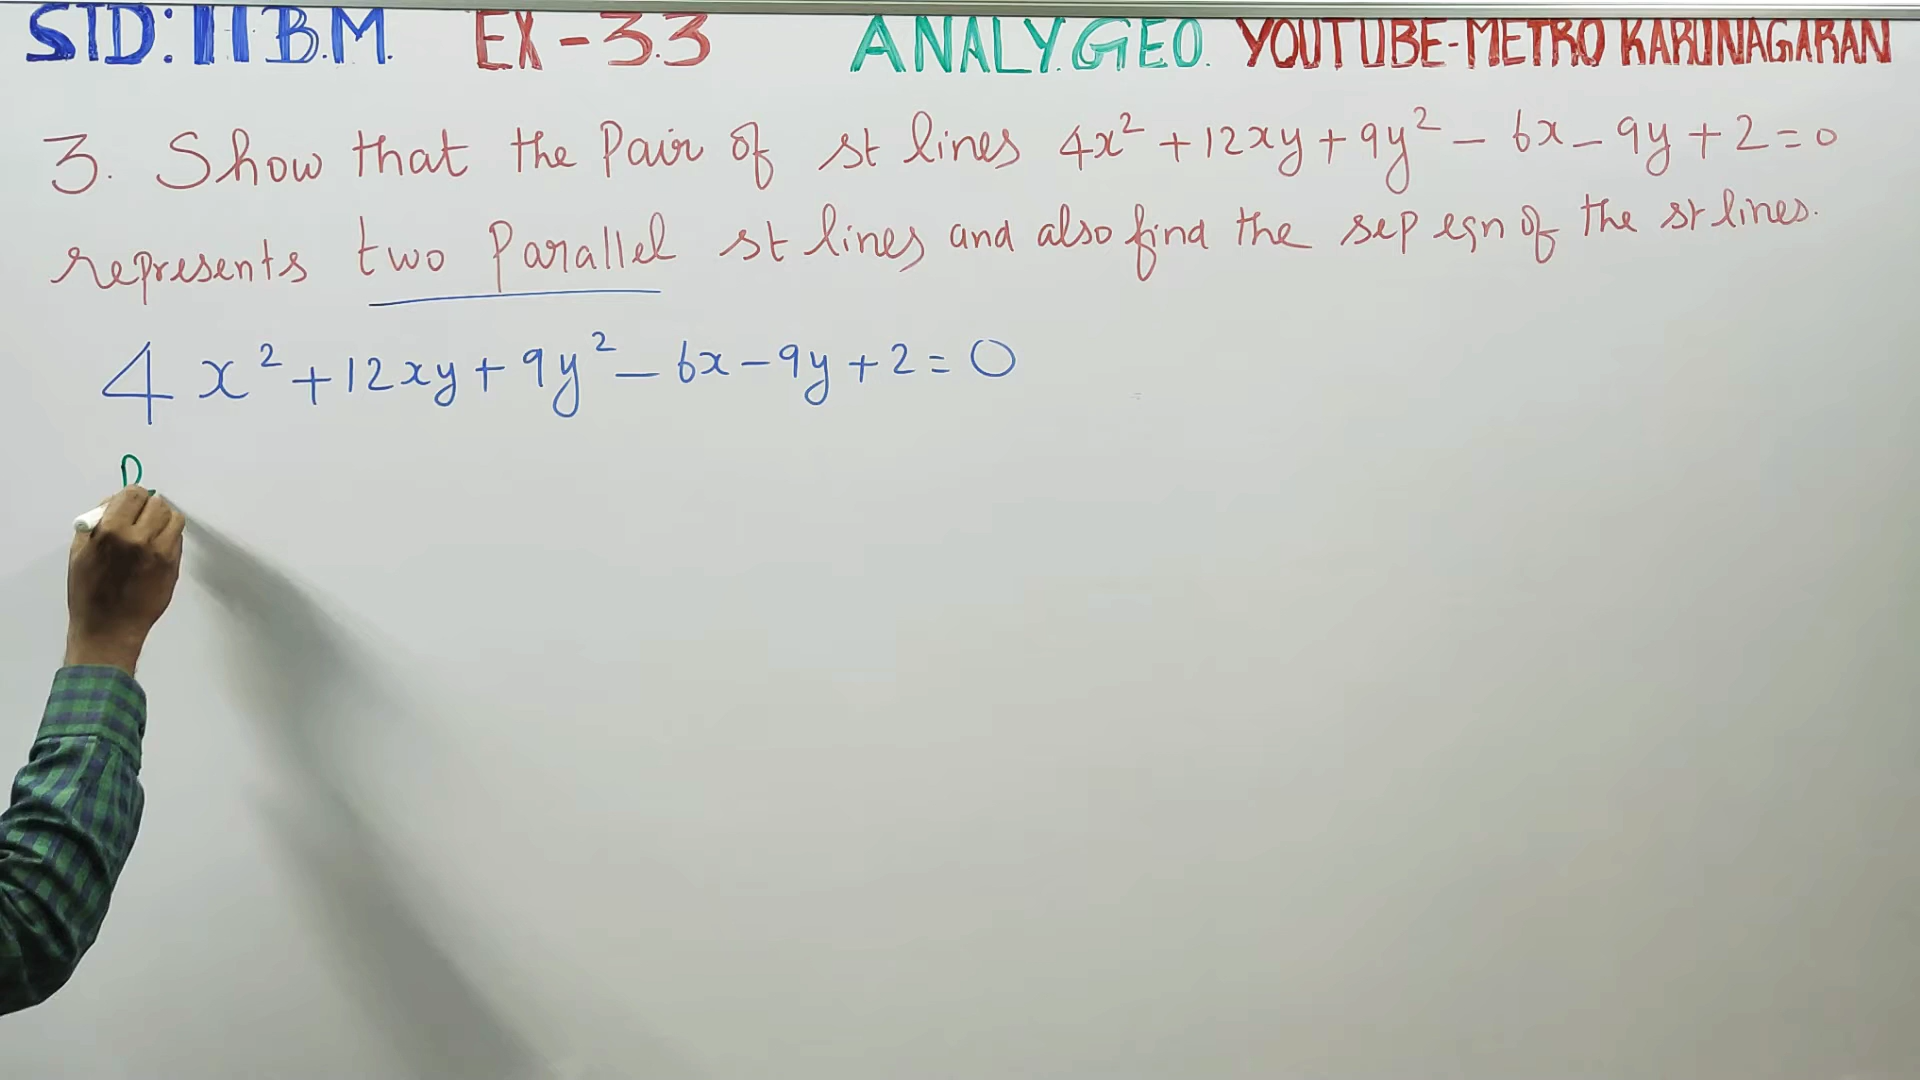 STD: 11 B.M. EX-3.3 ANALY.GEO. YOUTUBE-METRO KARUNAGARAN
3. Show that the Pair of st lines 4x² + 12xy + 9y² - 6x - 9y + 2 = 0
represents two Parallel st lines and also find the sep eqn of the st lines.
4x² + 12xy + 9y² - 6x - 9y + 2 = 0